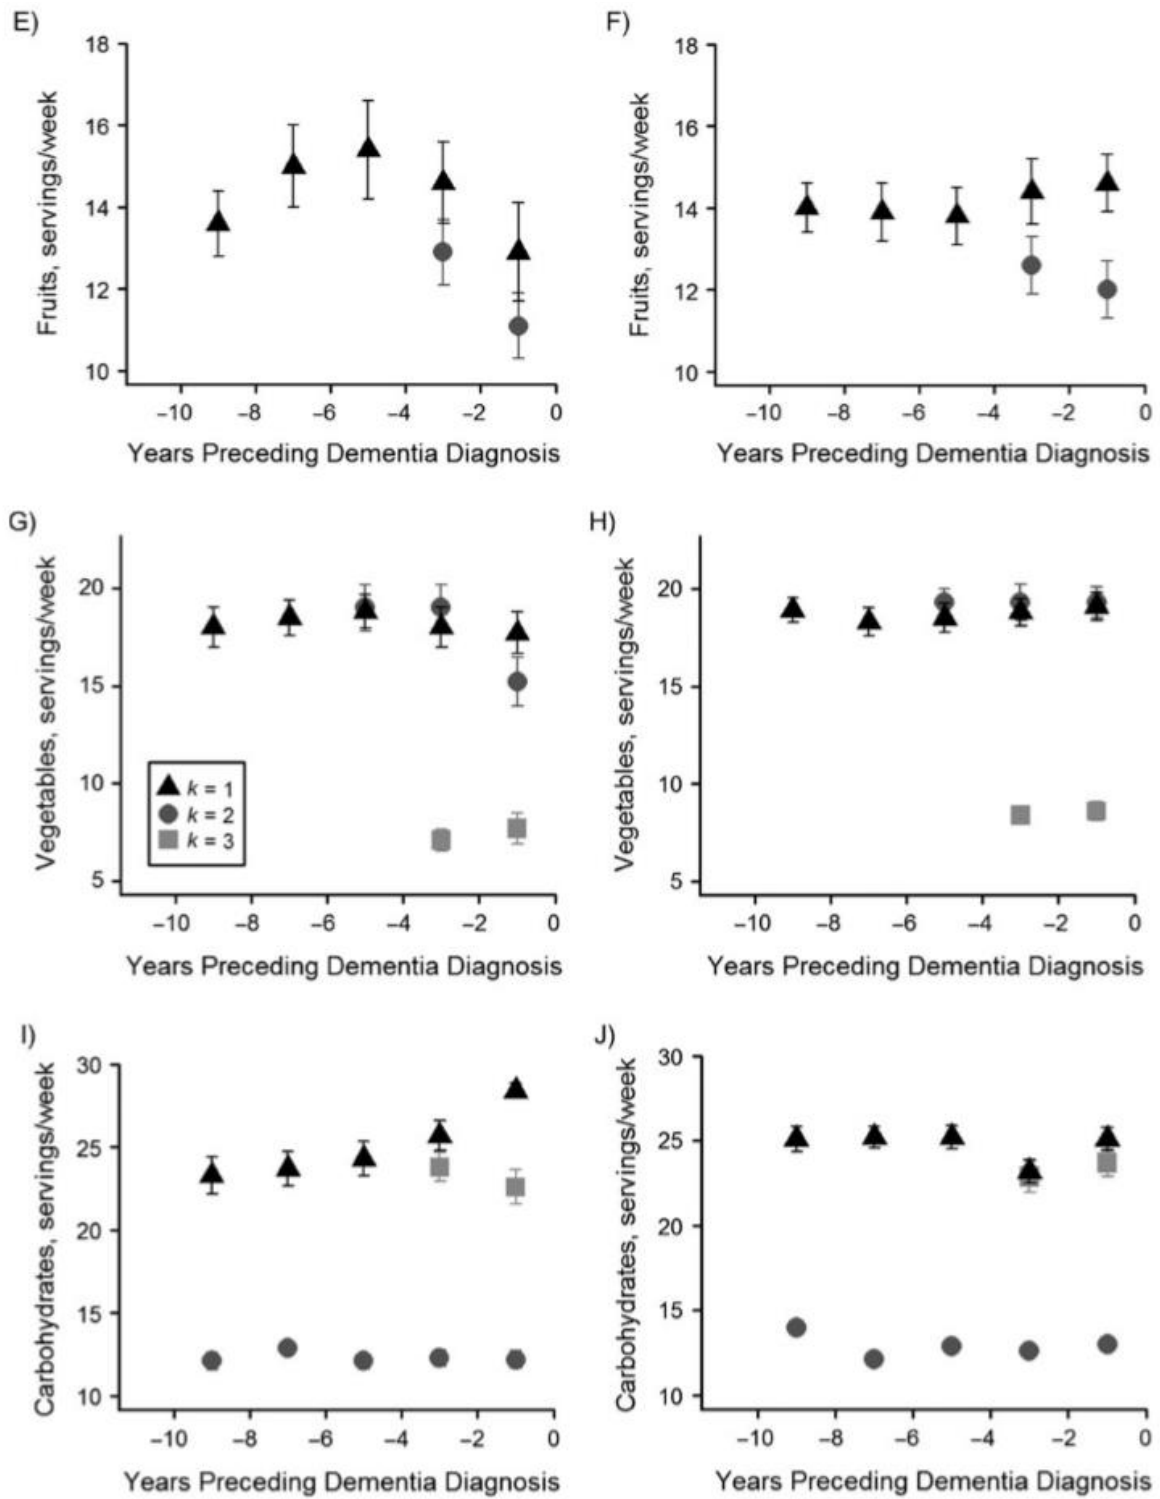 E)
18
16
14
12
10
Fruits, servings/week
−10 −8 −6 −4 −2 0
Years Preceding Dementia Diagnosis
F)
18
16
14
12
10
Fruits, servings/week
−10 −8 −6 −4 −2 0
Years Preceding Dementia Diagnosis
G)
20
15
10
5
Vegetables, servings/week
k = 1
k = 2
k = 3
−10 −8 −6 −4 −2 0
Years Preceding Dementia Diagnosis
H)
20
15
10
5
Vegetables, servings/week
−10 −8 −6 −4 −2 0
Years Preceding Dementia Diagnosis
I)
30
25
20
15
10
Carbohydrates, servings/week
−10 −8 −6 −4 −2 0
Years Preceding Dementia Diagnosis
J)
30
25
20
15
10
Carbohydrates, servings/week
−10 −8 −6 −4 −2 0
Years Preceding Dementia Diagnosis